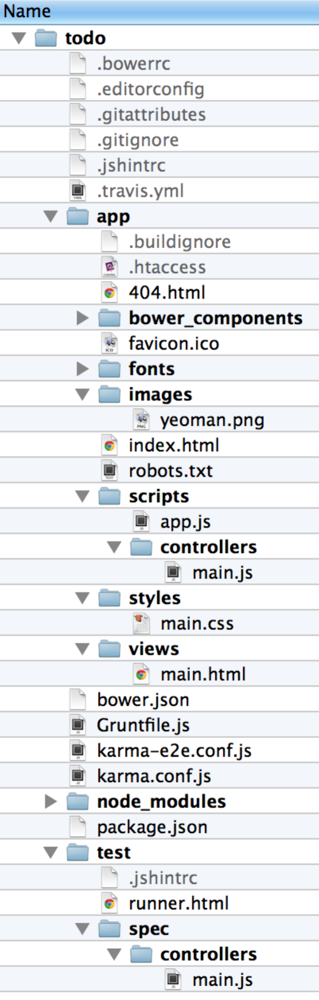 Name
todo
.bowerrc
.editorconfig
.gitattributes
.gitignore
.jshintrc
.travis.yml
app
.buildignore
.htaccess
404.html
bower_components
favicon.ico
fonts
images
yeoman.png
index.html
robots.txt
scripts
app.js
controllers
main.js
styles
main.css
views
main.html
bower.json
Gruntfile.js
karma-e2e.conf.js
karma.conf.js
node_modules
package.json
test
.jshintrc
runner.html
spec
controllers
main.js